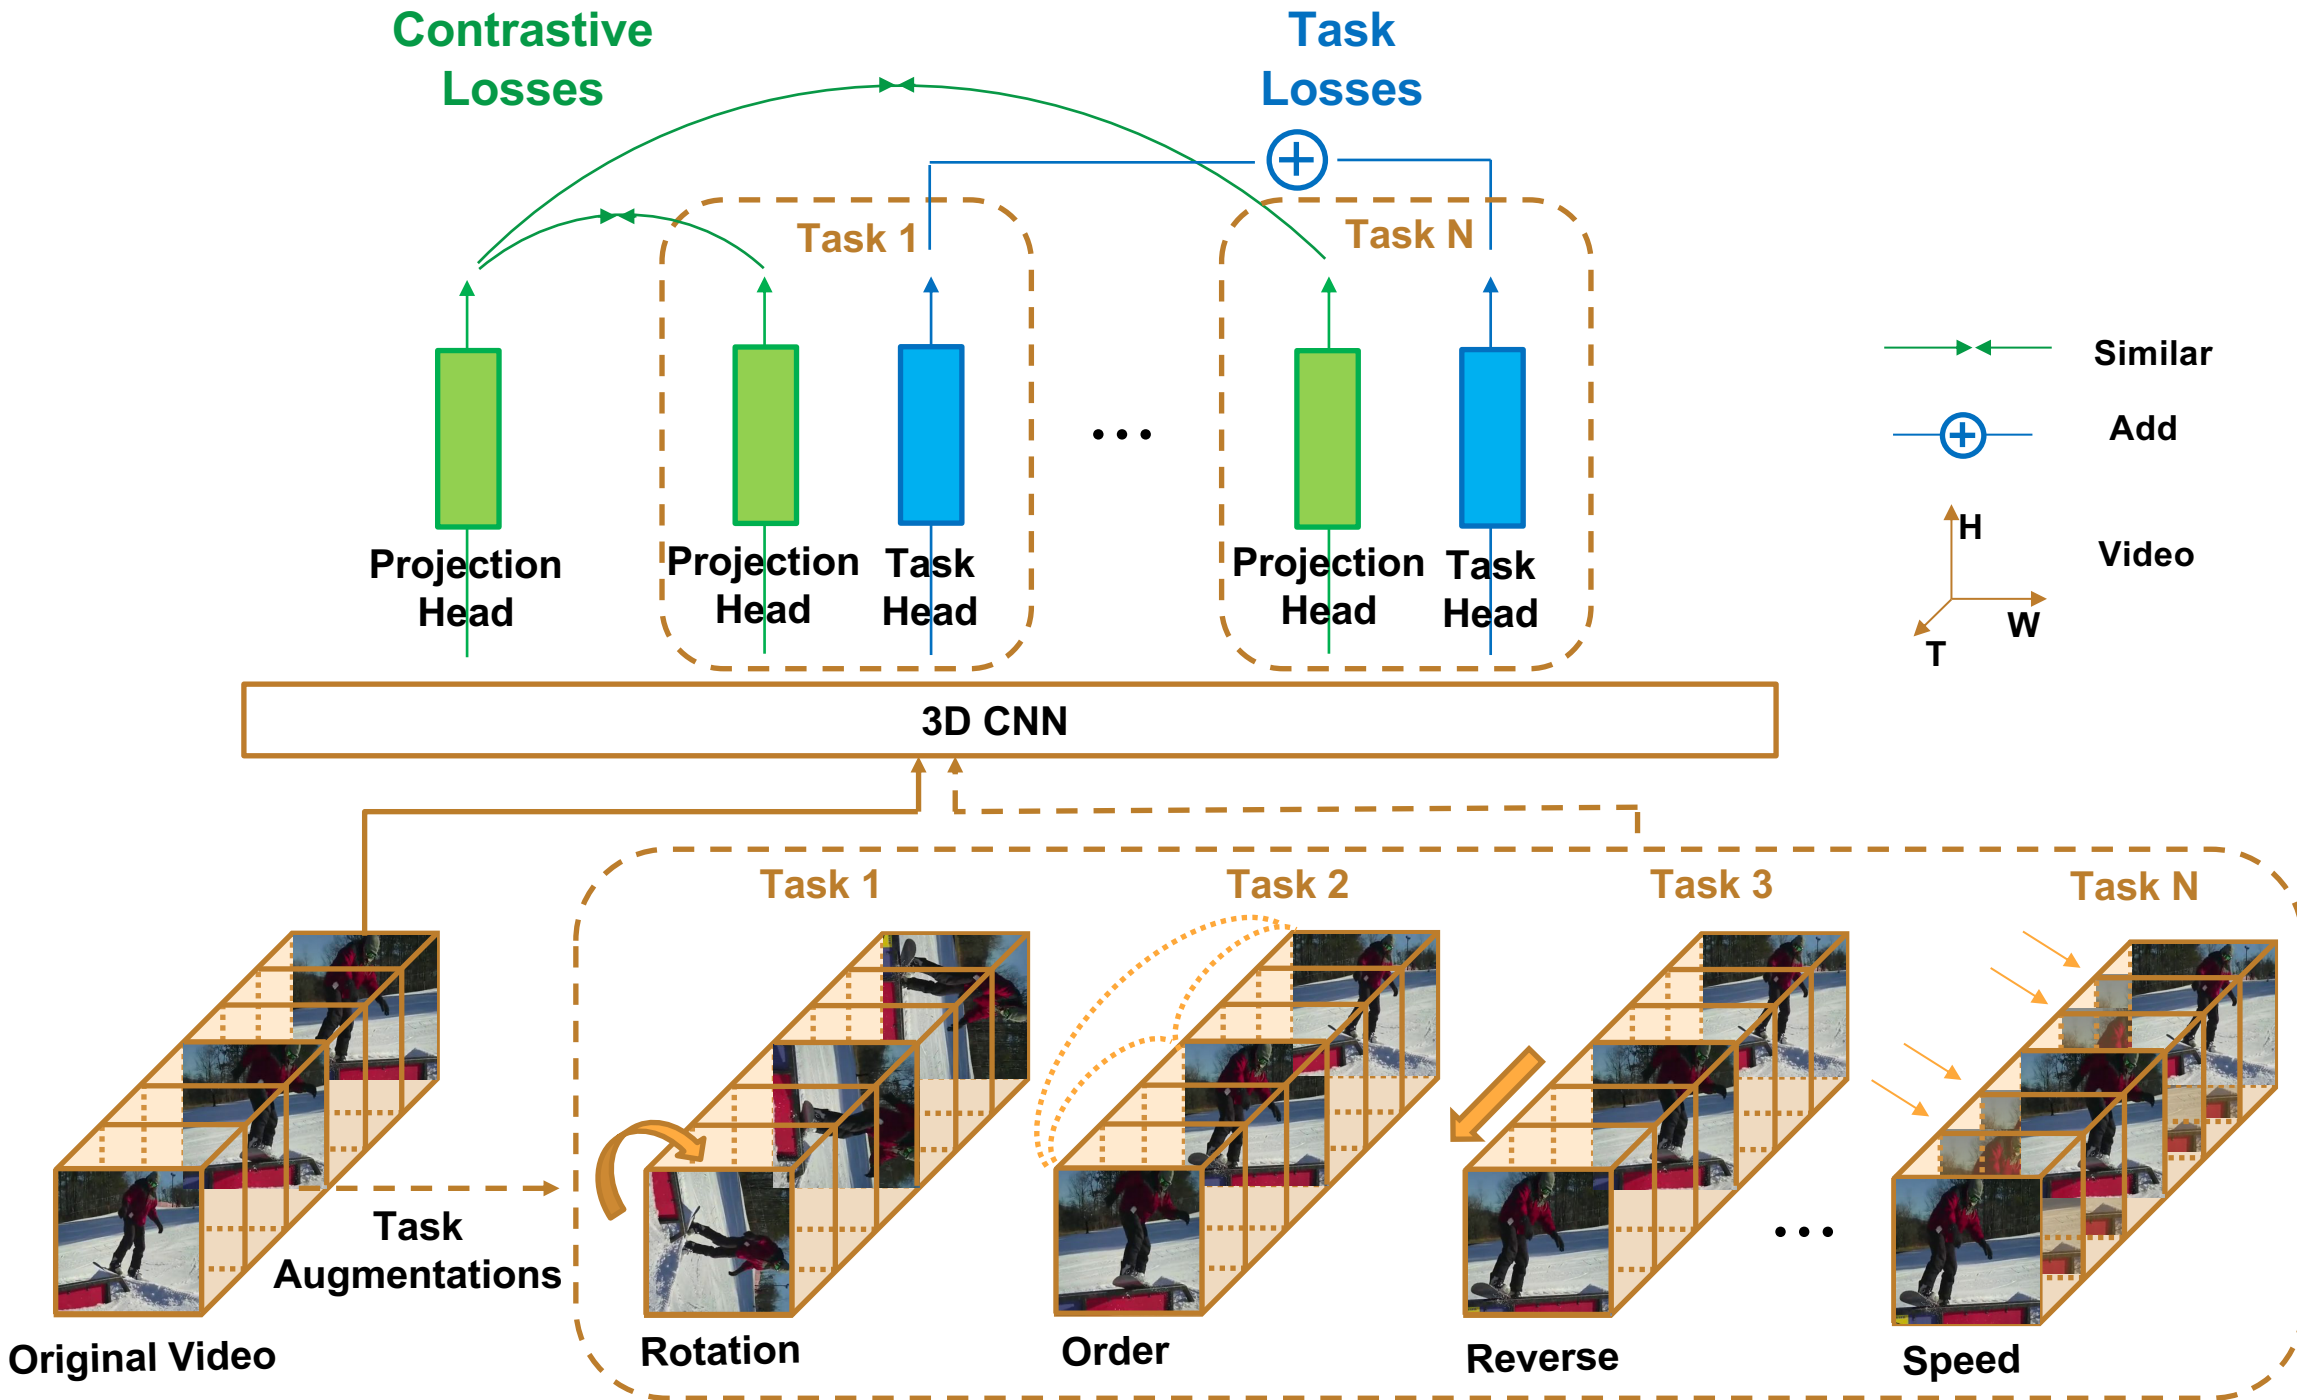 Contrastive
Losses
Task
Losses
Task 1
Task N
Similar
Add
H
W
T
Video
Projection
Head
Projection
Head
Task
Head
...
Projection
Head
Task
Head
3D CNN
Task 1
Task 2
Task 3
Task N
Task
Augmentations
...
Original Video
Rotation
Order
Reverse
Speed